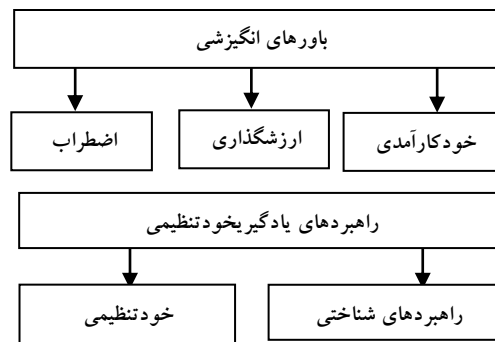 باورهای انگیزشی
خودکارآمدی
ارزشگذاری
اضطراب
راهبردهای یادگیریخودتنظیمی
راهبردهای شناختی
خودتنظیمی